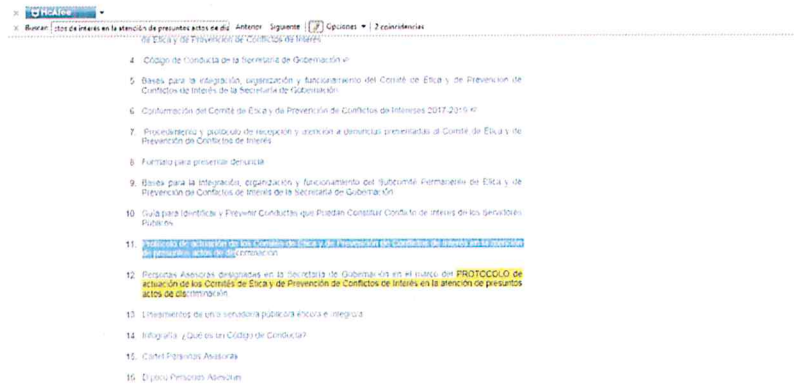 McAfee
× Buscar: ctos de interés en la atención de presuntos actos de dis Anterior Siguiente Opciones 2 coincidencias
de Ética y de Prevención de Conflictos de Interés
4. Código de Conducta de la Secretaría de Gobernación
5. Bases para la integración, organización y funcionamiento del Comité de Ética y de Prevención de
Conflictos de Interés de la Secretaría de Gobernación
6. Conformación del Comité de Ética y de Prevención de Conflictos de Intereses 2017-2019
7. Procedimiento y protocolo de recepción y atención a denuncias presentadas al Comité de Ética y de
Prevención de Conflictos de Interés
8. Formato para presentar denuncia
9. Bases para la integración, organización y funcionamiento del Subcomité Permanente de Ética y de
Prevención de Conflictos de Interés de la Secretaría de Gobernación
10. Guía para Identificar y Prevenir Conductas que Puedan Constituir Conflicto de Interés de los Servidores
Públicos
11. Protocolo de actuación de los Comités de Ética y de Prevención de Conflictos de Interés en la atención
de presuntos actos de discriminación
12. Personas Asesoras designadas en la Secretaría de Gobernación en el marco del PROTOCOLO de
actuación de los Comités de Ética y de Prevención de Conflictos de Interés en la atención de presuntos
actos de discriminación
13. Lineamientos de un o servidor/a público/a ético/a e íntegro/a
14. Infografía: ¿Qué es un Código de Conducta?
15. Cartel Personas Asesoras
16. Díptico Personas Asesoras